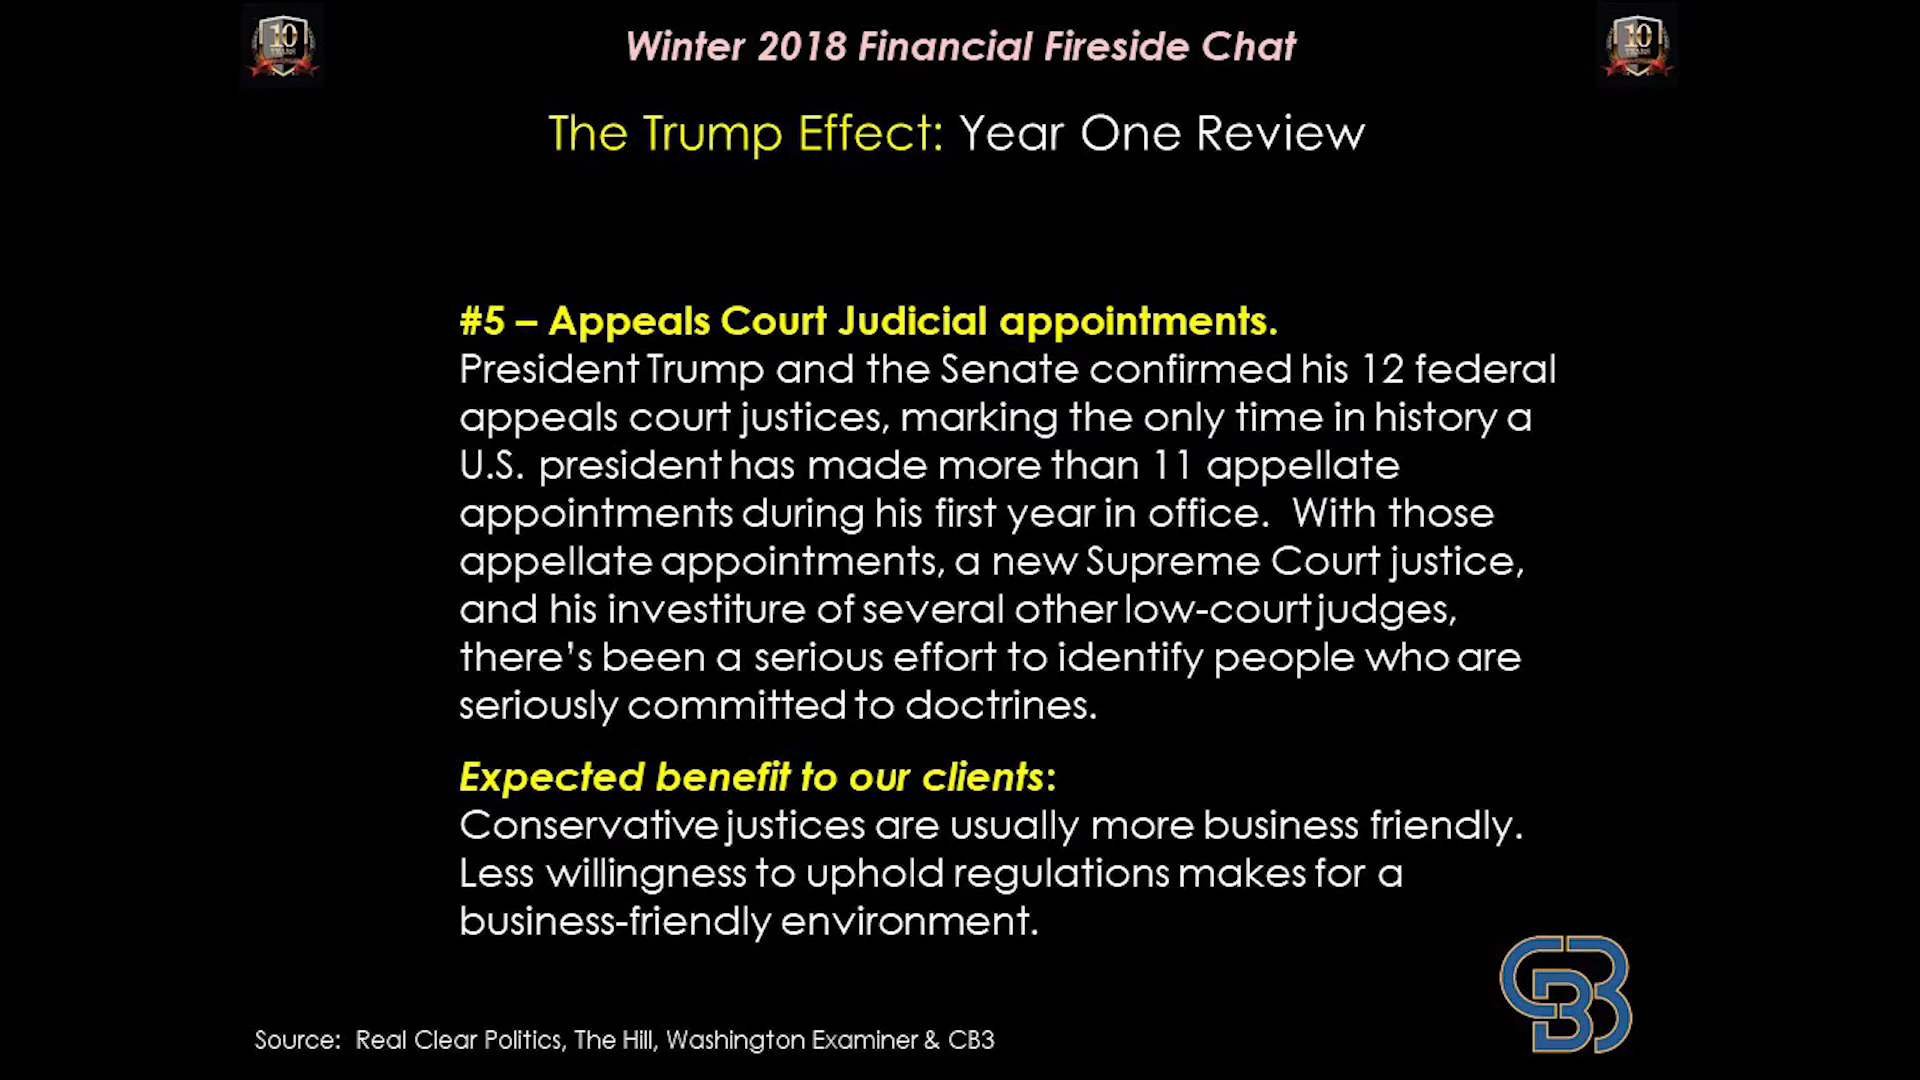 Winter 2018 Financial Fireside Chat
10
10
The Trump Effect: Year One Review
#5 – Appeals Court Judicial appointments.
President Trump and the Senate confirmed his 12 federal
appeals court justices, marking the only time in history a
U.S. president has made more than 11 appellate
appointments during his first year in office. With those
appellate appointments, a new Supreme Court justice,
and his investiture of several other low-court judges,
there's been a serious effort to identify people who are
seriously committed to doctrines.
Expected benefit to our clients:
Conservative justices are usually more business friendly.
Less willingness to uphold regulations makes for a
business-friendly environment.
CB3
Source: Real Clear Politics, The Hill, Washington Examiner & CB3